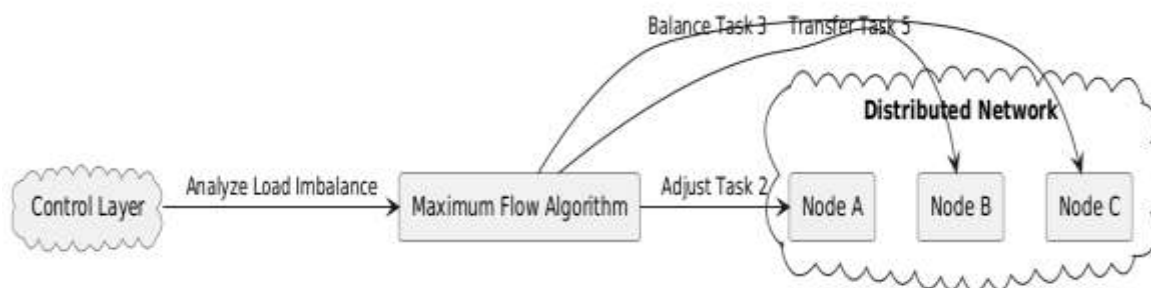 Balance Task 3
Transfer Task 5
Distributed Network
Control Layer
Analyze Load Imbalance
Maximum Flow Algorithm
Adjust Task 2
Node A
Node B
Node C